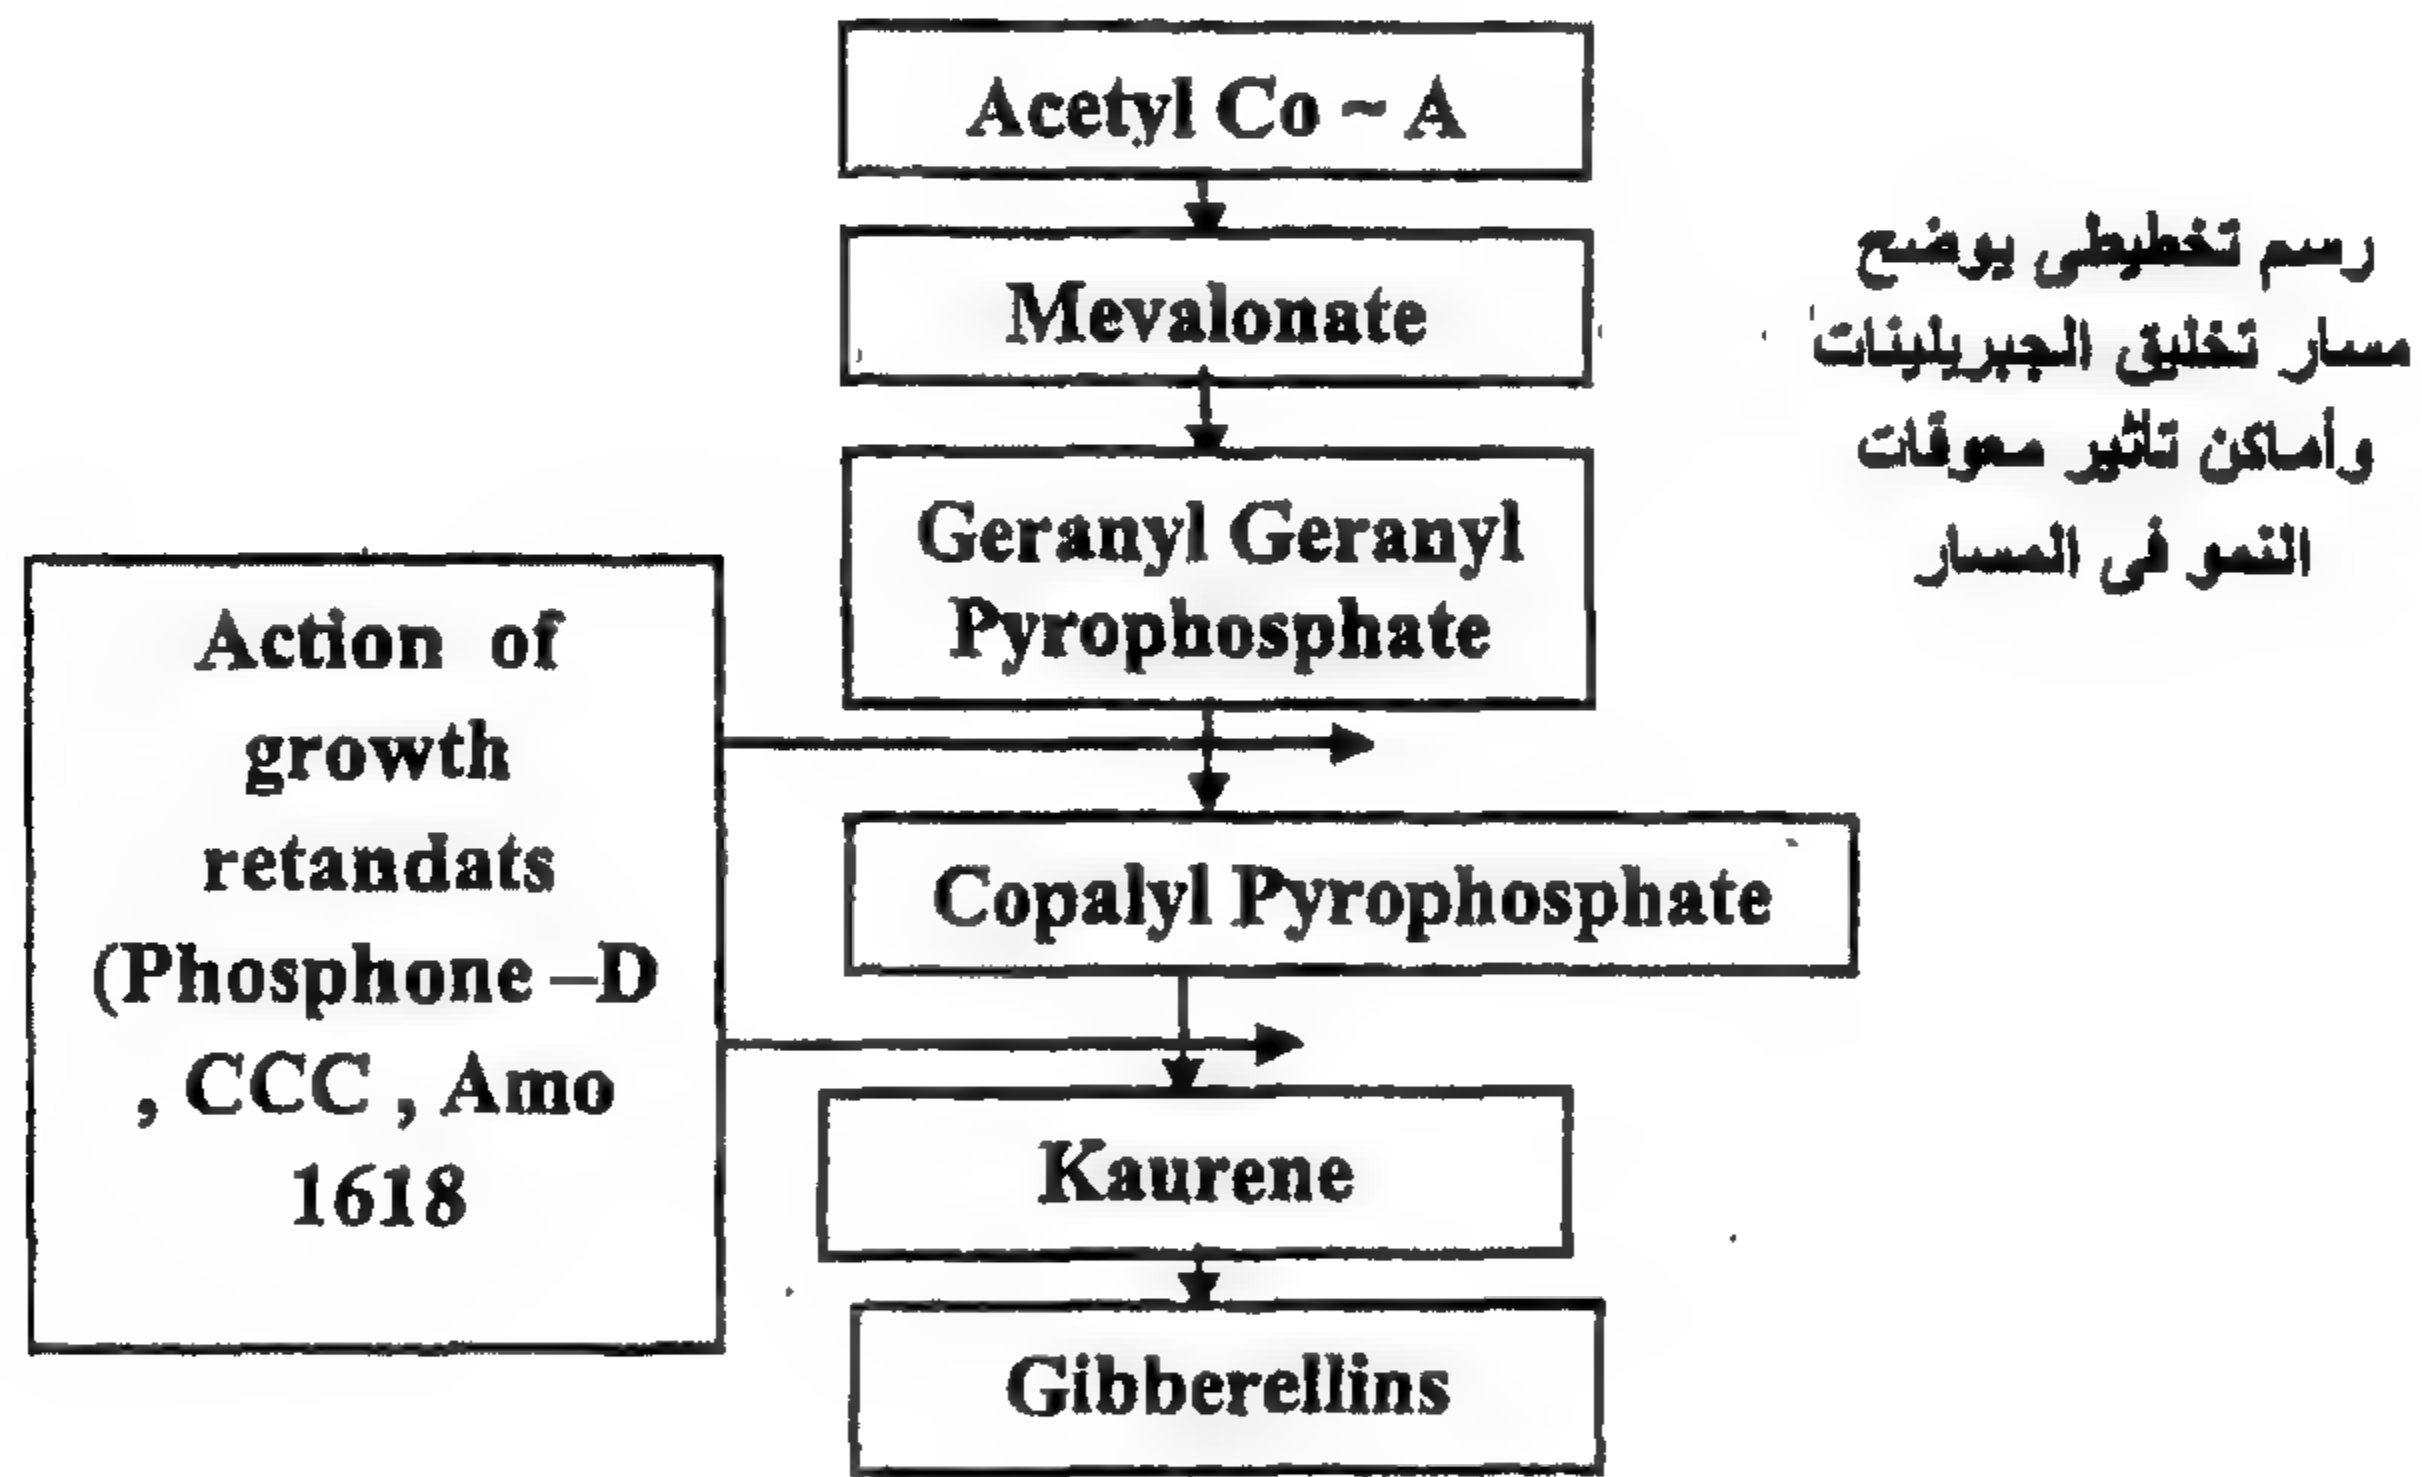 Acetyl Co ~ A
Mevalonate
رسم تخطيطى يوضح
مسار تخليق الجبريلينات
وأماكن تأثير معوقات
النمو فى المسار
Geranyl Geranyl
Pyrophosphate
Action of
growth
retandats
(Phosphone –D
, CCC , Amo
1618
Copalyl Pyrophosphate
Kaurene
Gibberellins